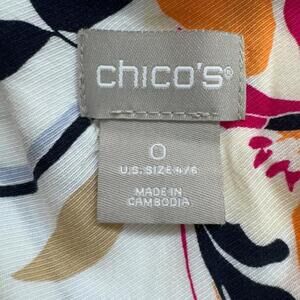 chico's®
0
U.S. SIZE 4/6
MADE IN
CAMBODIA